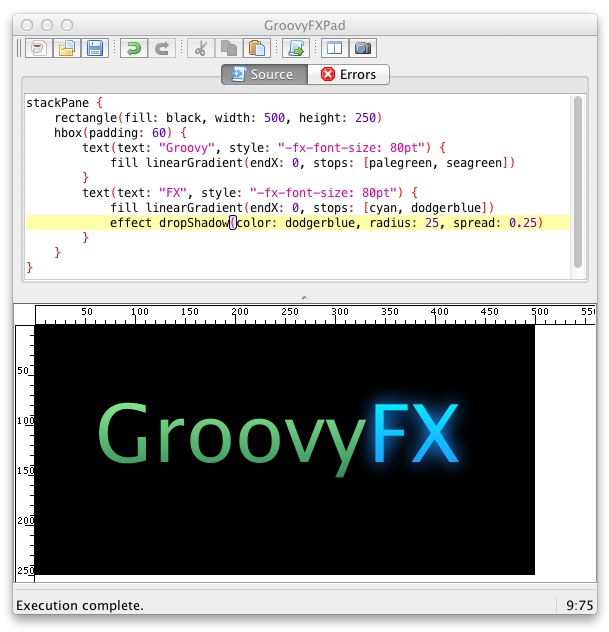 GroovyFXPad
Source
Errors
stackPane {
    rectangle(fill: black, width: 500, height: 250)
    hbox(padding: 60) {
        text(text: "Groovy", style: "-fx-font-size: 80pt") {
            fill linearGradient(endX: 0, stops: [palegreen, seagreen])
        }
        text(text: "FX", style: "-fx-font-size: 80pt") {
            fill linearGradient(endX: 0, stops: [cyan, dodgerblue])
            effect dropShadow(color: dodgerblue, radius: 25, spread: 0.25)
        }
    }
}
50 100 150 200 250 300 350 400 450 500 55
50
100
150
200
250
GroovyFX
Execution complete.
9:75